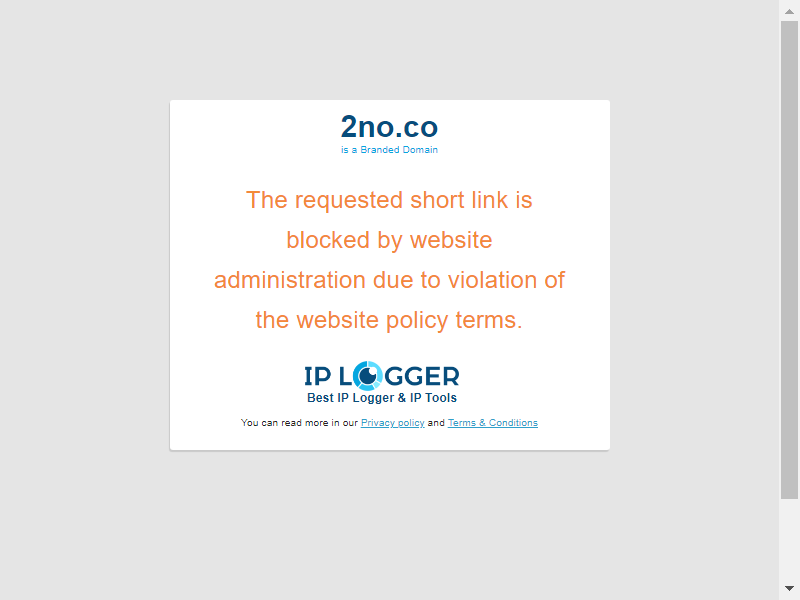 2no.co
is a Branded Domain
The requested short link is
blocked by website
administration due to violation of
the website policy terms.
IP LOGGER
Best IP Logger & IP Tools
You can read more in our Privacy policy and Terms & Conditions